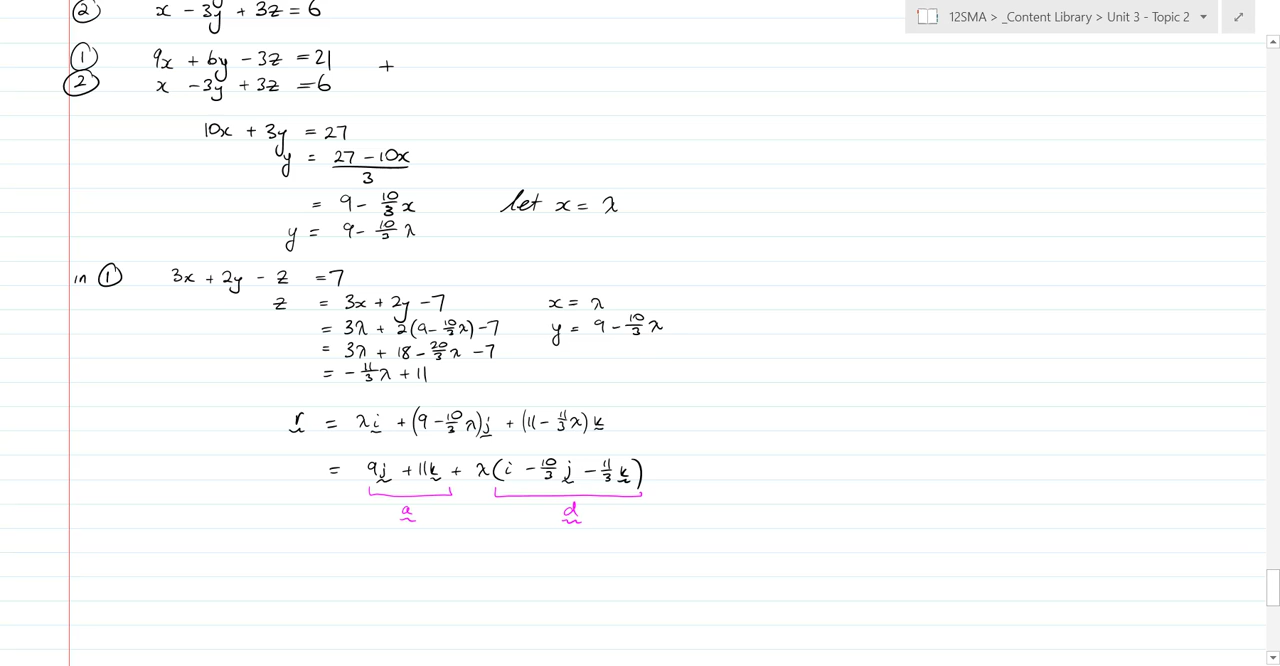 ② x - 3y + 3z = 6
12SMA > _Content Library > Unit 3 - Topic 2
① 9x + 6y - 3z = 21 +
② x - 3y + 3z = 6
10x + 3y = 27
y = (27 - 10x)/3
= 9 - 10/3 x let x = λ
y = 9 - 10/3 λ
in ① 3x + 2y - z = 7
z = 3x + 2y - 7 x = λ
= 3λ + 2(9 - 10/3 λ) - 7 y = 9 - 10/3 λ
= 3λ + 18 - 20/3 λ - 7
= - 11/3 λ + 11
r = λi + (9 - 10/3 λ)j + (11 - 11/3 λ)k
= 9j + 11k + λ(i - 10/3 j - 11/3 k)
a d